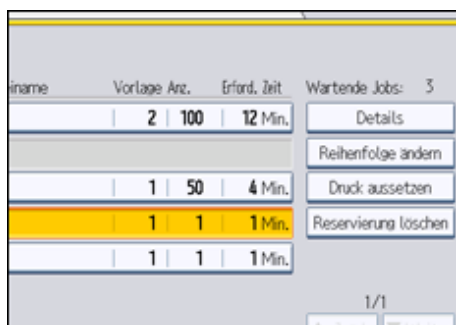 iname Vorlage Anz. Erford. Zeit Wartende Jobs: 3
2 100 12 Min. Details
Reihenfolge ändern
1 50 4 Min. Druck aussetzen
1 1 1 Min. Reservierung löschen
1 1 1 Min.
1/1